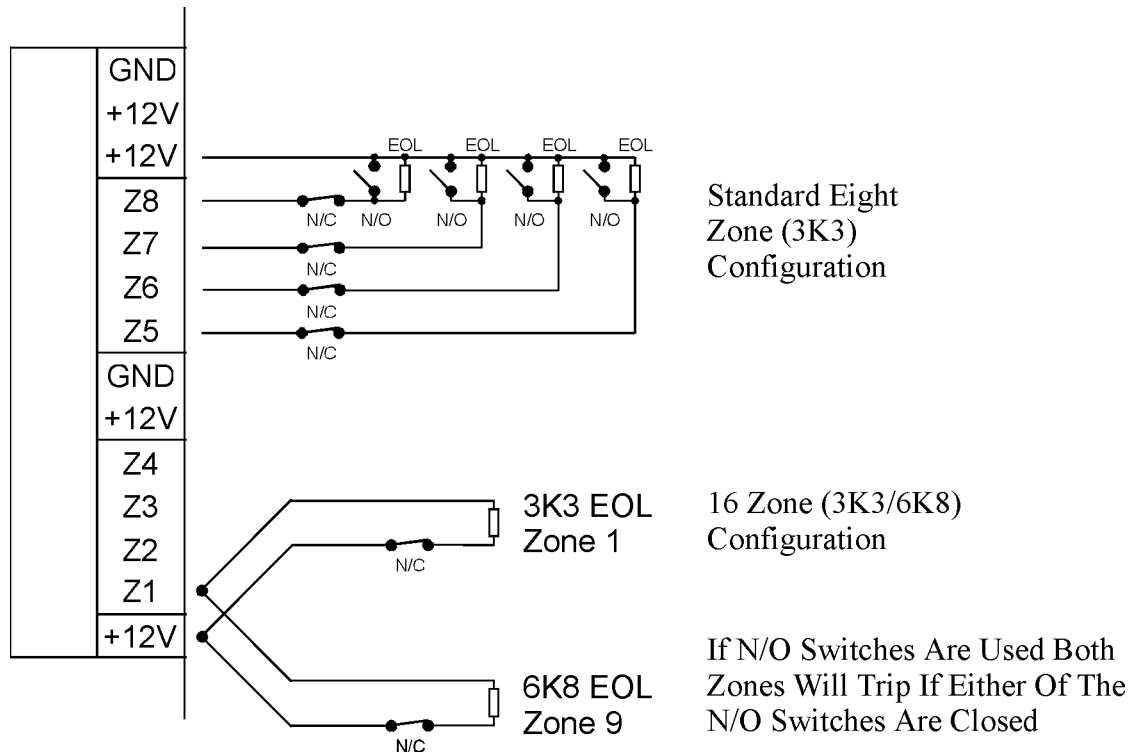 GND
+12V
+12V
Z8
Z7
Z6
Z5
GND
+12V
Z4
Z3
Z2
Z1
+12V
EOL EOL EOL EOL
N/C N/O N/O N/O N/O
N/C
N/C
N/C
Standard Eight
Zone (3K3)
Configuration
3K3 EOL
Zone 1
N/C
16 Zone (3K3/6K8)
Configuration
6K8 EOL
Zone 9
N/C
If N/O Switches Are Used Both
Zones Will Trip If Either Of The
N/O Switches Are Closed